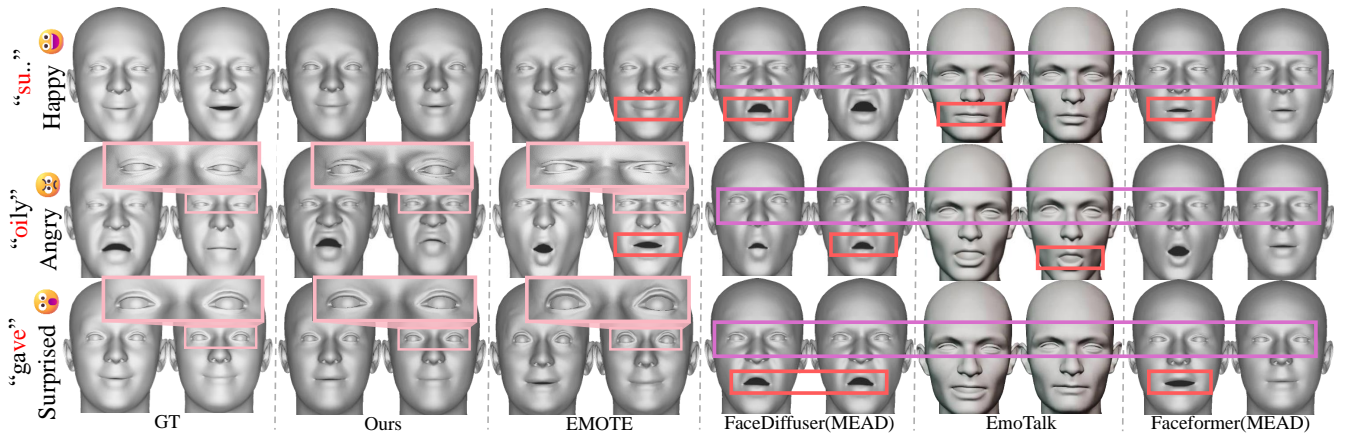 “su..”
Happy
“oily”
Angry
“gave”
Surprised
GT
Ours
EMOTE
FaceDiffuser(MEAD)
EmoTalk
Faceformer(MEAD)